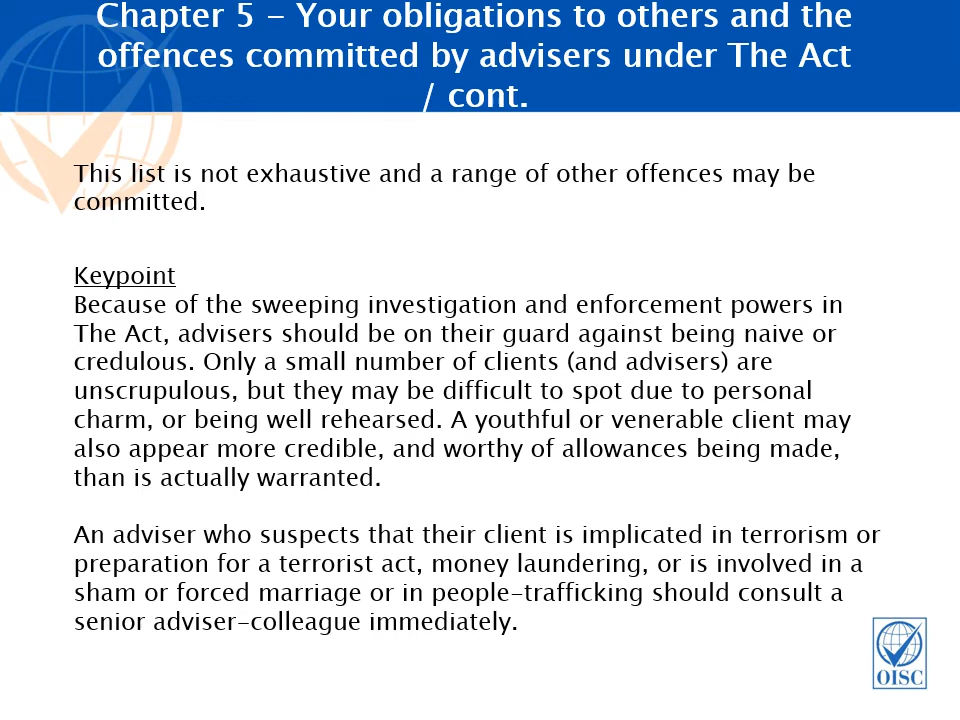 Chapter 5 - Your obligations to others and the
offences committed by advisers under The Act
/ cont.
This list is not exhaustive and a range of other offences may be
committed.
Keypoint
Because of the sweeping investigation and enforcement powers in
The Act, advisers should be on their guard against being naive or
credulous. Only a small number of clients (and advisers) are
unscrupulous, but they may be difficult to spot due to personal
charm, or being well rehearsed. A youthful or venerable client may
also appear more credible, and worthy of allowances being made,
than is actually warranted.
An adviser who suspects that their client is implicated in terrorism or
preparation for a terrorist act, money laundering, or is involved in a
sham or forced marriage or in people-trafficking should consult a
senior adviser-colleague immediately.
OISC